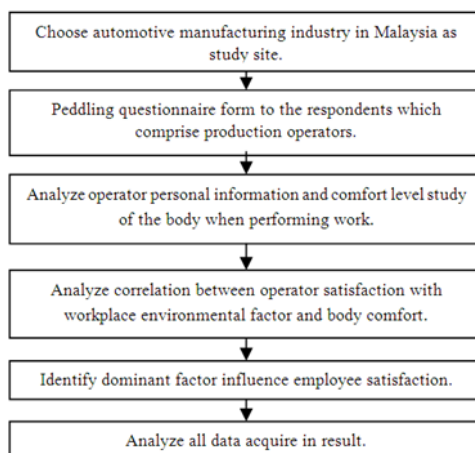 Choose automotive manufacturing industry in Malaysia as
study site.
Peddling questionnaire form to the respondents which
comprise production operators.
Analyze operator personal information and comfort level study
of the body when performing work.
Analyze correlation between operator satisfaction with
workplace environmental factor and body comfort.
Identify dominant factor influence employee satisfaction.
Analyze all data acquire in result.